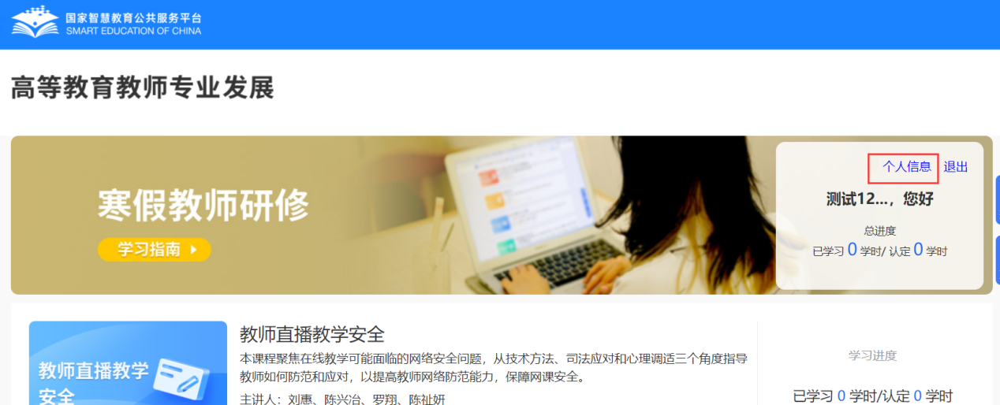 国家智慧教育公共服务平台
SMART EDUCATION OF CHINA
高等教育教师专业发展
寒假教师研修
学习指南
个人信息 退出
测试12...，您好
总进度
已学习 0 学时/ 认定 0 学时
教师直播教学
安全
教师直播教学安全
本课程聚焦在线教学可能面临的网络安全问题，从技术方法、司法应对和心理调适三个角度指导
教师如何防范和应对，以提高教师网络防范能力，保障网课安全。
主讲人：刘惠、陈兴冶、罗翔、陈祉妍
学习进度
已学习 0 学时/认定 0 学时